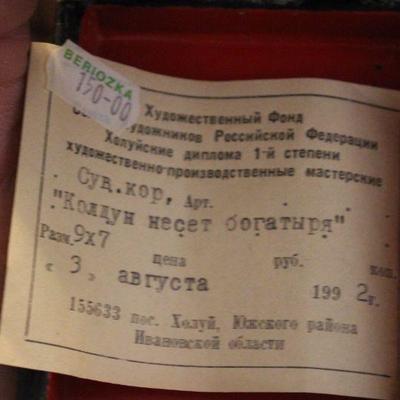 BERIOZKA
150-00
Художественный Фонд
художников Российской Федерации
Холуйские диплома 1-й степени
художественно-производственные мастерские
Сув.кор, Арт.
"Колдун несет богатыря"
Разм. 9х7
цена руб. коп.
« 3 » августа 199 2г.
155633 пос. Холуй, Южского района
Ивановской области